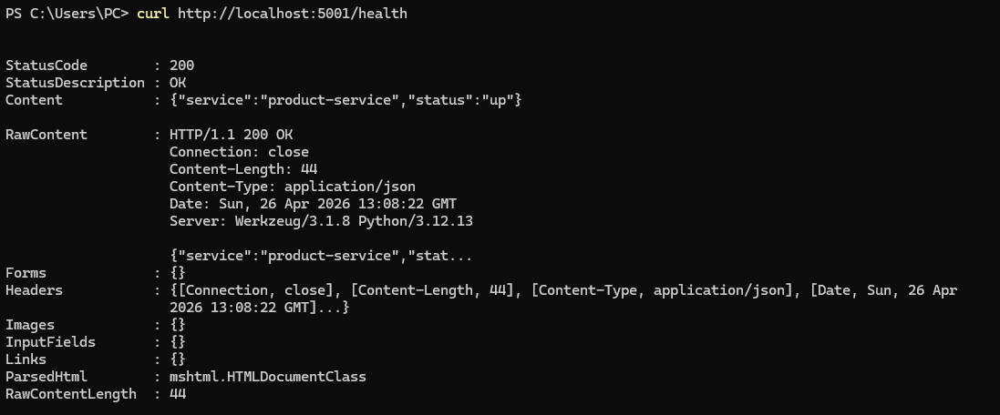 PS C:\Users\PC> curl http://localhost:5001/health
StatusCode        : 200
StatusDescription : OK
Content           : {"service":"product-service","status":"up"}
RawContent        : HTTP/1.1 200 OK
                    Connection: close
                    Content-Length: 44
                    Content-Type: application/json
                    Date: Sun, 26 Apr 2026 13:08:22 GMT
                    Server: Werkzeug/3.1.8 Python/3.12.13
                    {"service":"product-service","stat...
Forms             : {}
Headers           : {[Connection, close], [Content-Length, 44], [Content-Type, application/json], [Date, Sun, 26 Apr
                    2026 13:08:22 GMT]...}
Images            : {}
InputFields       : {}
Links             : {}
ParsedHtml        : mshtml.HTMLDocumentClass
RawContentLength  : 44